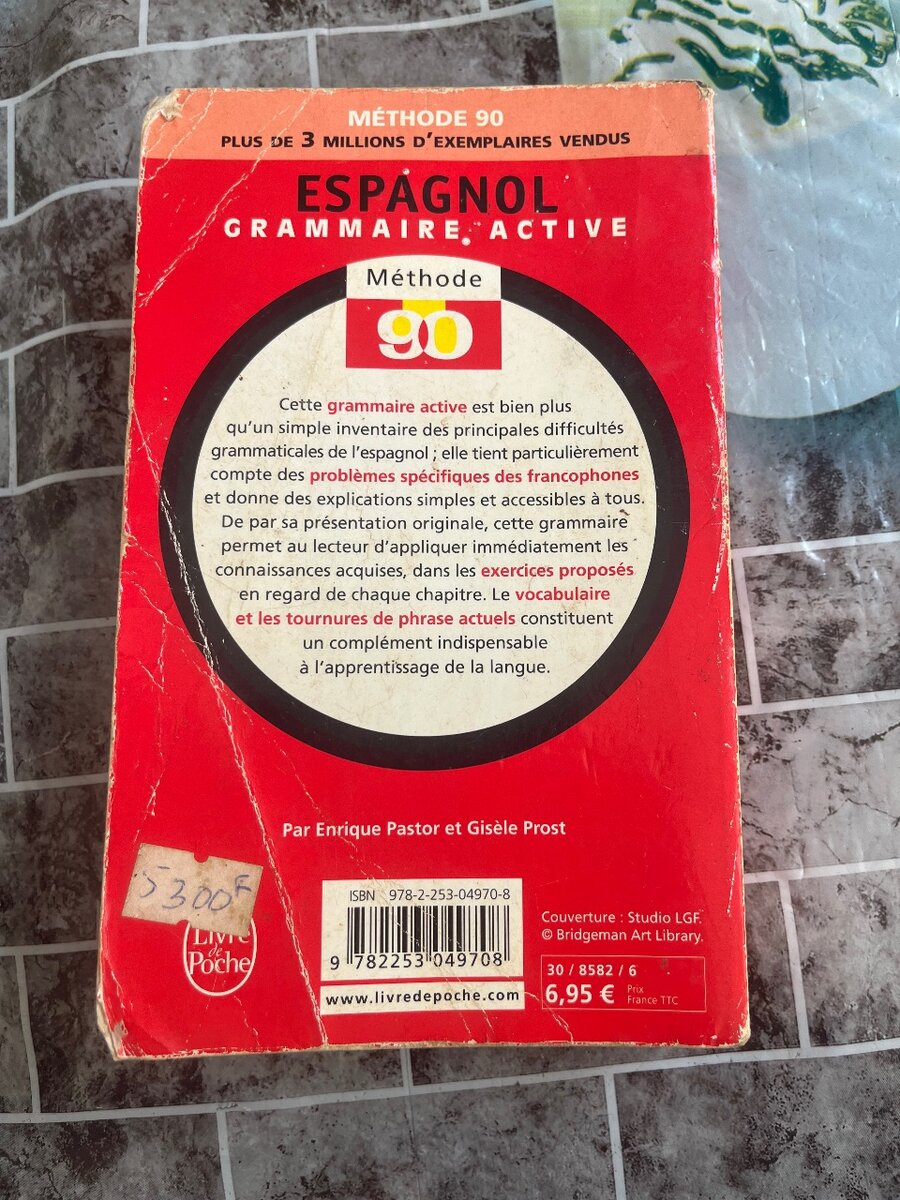 MÉTHODE 90
PLUS DE 3 MILLIONS D'EXEMPLAIRES VENDUS
ESPAGNOL
GRAMMAIRE ACTIVE
Méthode
90
Cette grammaire active est bien plus
qu'un simple inventaire des principales difficultés
grammaticales de l'espagnol ; elle tient particulièrement
compte des problèmes spécifiques des francophones
et donne des explications simples et accessibles à tous.
De par sa présentation originale, cette grammaire
permet au lecteur d'appliquer immédiatement les
connaissances acquises, dans les exercices proposés
en regard de chaque chapitre. Le vocabulaire
et les tournures de phrase actuels constituent
un complément indispensable
à l'apprentissage de la langue.
Par Enrique Pastor et Gisèle Prost
5300F
Livre
de
Poche
ISBN 978-2-253-04970-8
9 782253 049708
www.livredepoche.com
Couverture : Studio LGF.
© Bridgeman Art Library.
30 / 8582 / 6
6,95 € Prix
France TTC